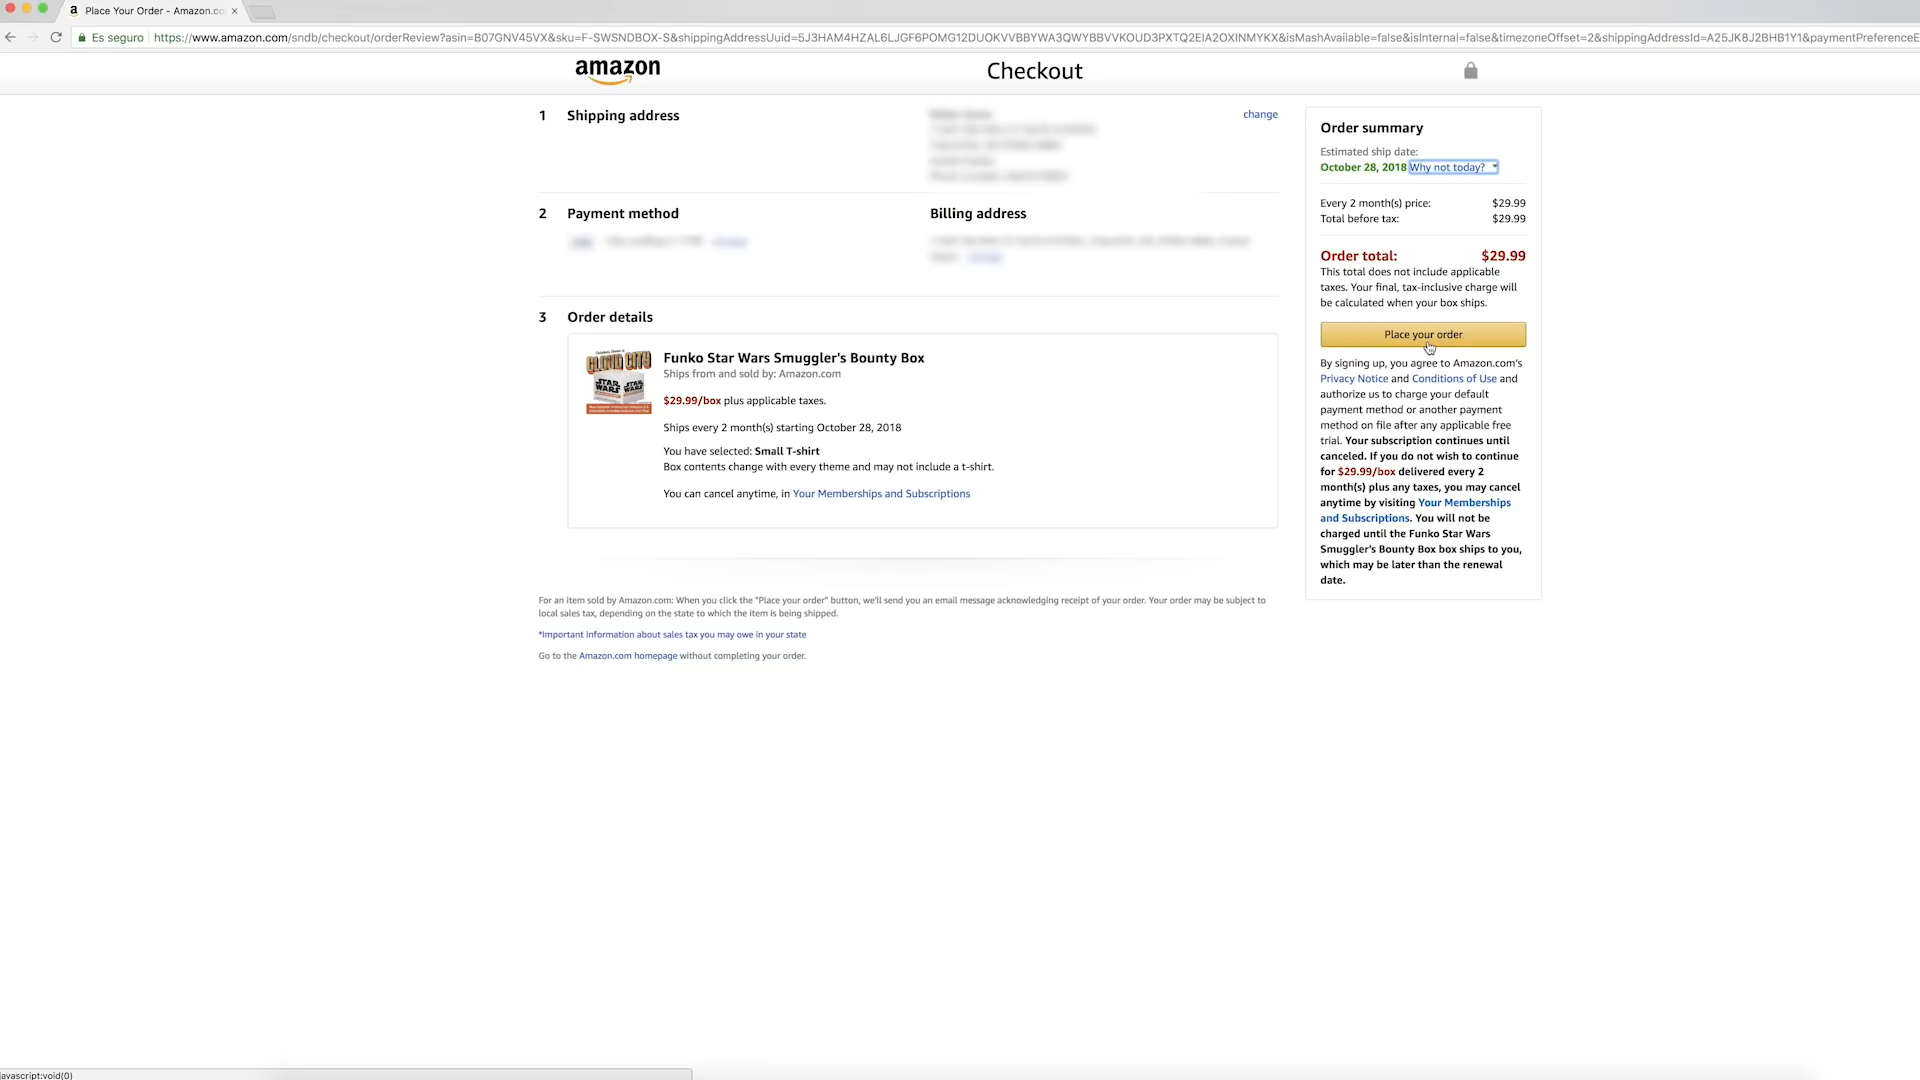 a Place Your Order - Amazon.co ×
Es seguro https://www.amazon.com/sndb/checkout/orderReview?asin=B07GNV45VX&sku=F-SWSNDBOX-S&shippingAddressUuid=5J3HAM4HZAL6LJGF6POMG12DUOKVVBBYWA3QWYBBVVKOUD3PXTQ2EIA2OXINMYKX&isMashAvailable=false&isInternal=false&timezoneOffset=2&shippingAddressId=A25JK8J2BHB1Y1&paymentPreferenceE
amazon
Checkout
1 Shipping address
change
2 Payment method
Billing address
3 Order details
CLOUD CITY
STAR WARS STAR WARS
Funko Star Wars Smuggler's Bounty Box
Ships from and sold by: Amazon.com
$29.99/box plus applicable taxes.
Ships every 2 month(s) starting October 28, 2018
You have selected: Small T-shirt
Box contents change with every theme and may not include a t-shirt.
You can cancel anytime, in Your Memberships and Subscriptions
For an item sold by Amazon.com: When you click the "Place your order" button, we'll send you an email message acknowledging receipt of your order. Your order may be subject to
local sales tax, depending on the state to which the item is being shipped.
*Important information about sales tax you may owe in your state
Go to the Amazon.com homepage without completing your order.
Order summary
Estimated ship date:
October 28, 2018 Why not today?
Every 2 month(s) price: $29.99
Total before tax: $29.99
Order total: $29.99
This total does not include applicable
taxes. Your final, tax-inclusive charge will
be calculated when your box ships.
Place your order
By signing up, you agree to Amazon.com's
Privacy Notice and Conditions of Use and
authorize us to charge your default
payment method or another payment
method on file after any applicable free
trial. Your subscription continues until
canceled. If you do not wish to continue
for $29.99/box delivered every 2
month(s) plus any taxes, you may cancel
anytime by visiting Your Memberships
and Subscriptions. You will not be
charged until the Funko Star Wars
Smuggler's Bounty Box box ships to you,
which may be later than the renewal
date.
javascript:void(0)